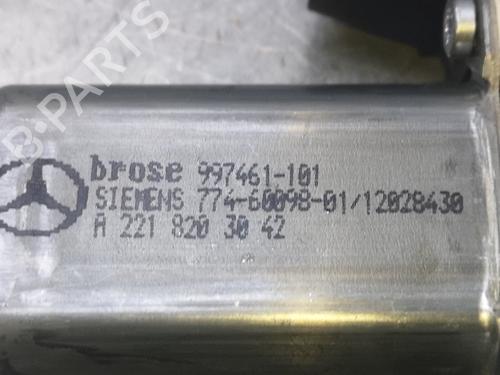 B-PARTS
brose 997461-101
SIEMENS 774-60098-01/12028430
A 221 820 30 42